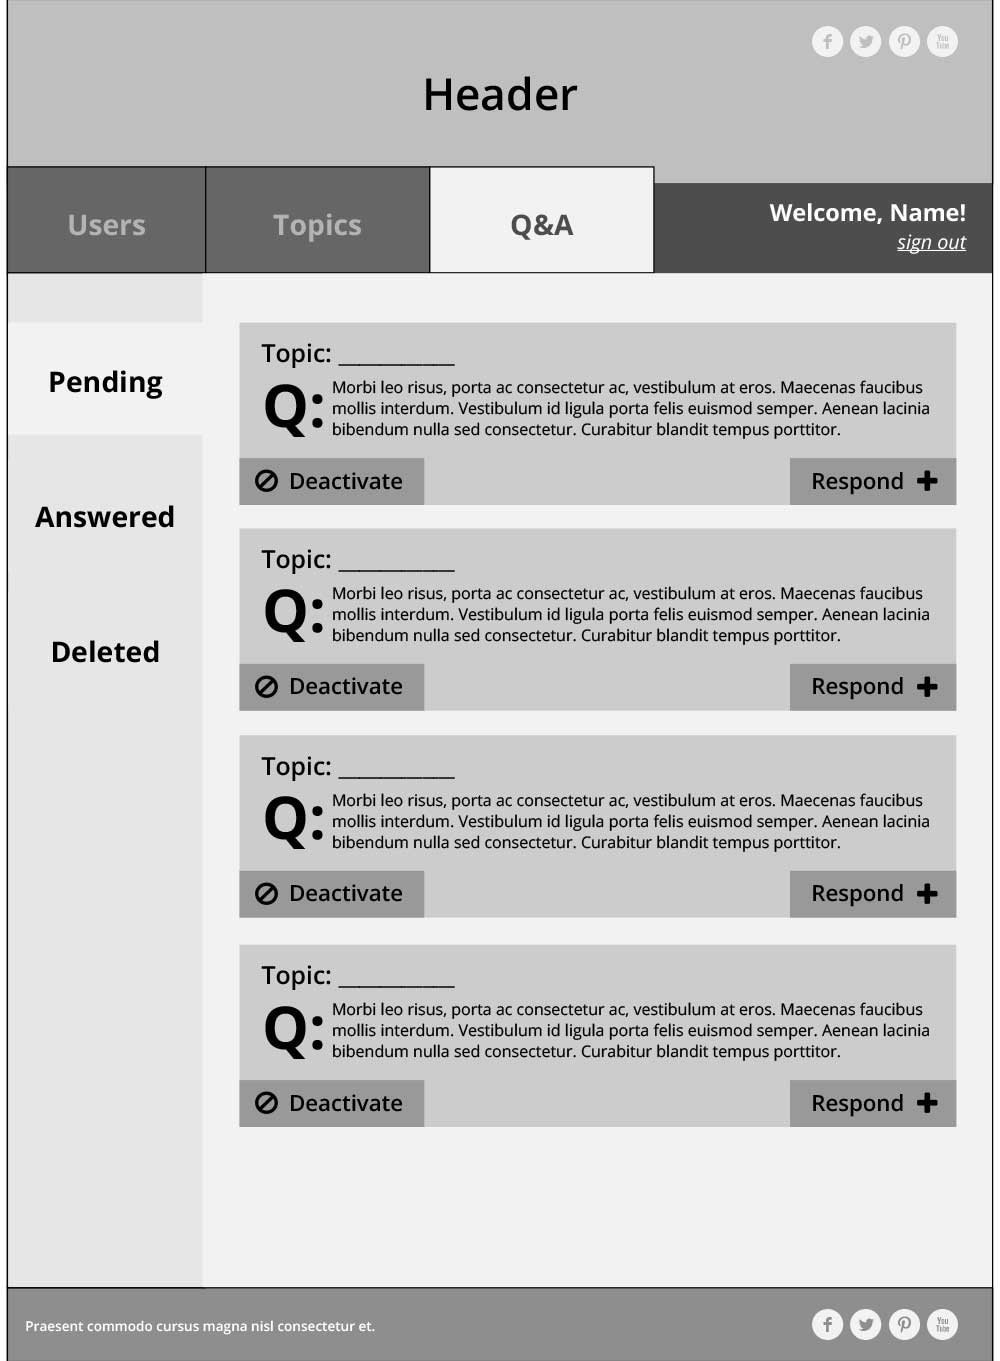 You
Tube
Header
Users
Topics
Q&A
Welcome, Name!
sign out
Pending
Answered
Deleted
Topic: ___________
Q:
Morbi leo risus, porta ac consectetur ac, vestibulum at eros. Maecenas faucibus
mollis interdum. Vestibulum id ligula porta felis euismod semper. Aenean lacinia
bibendum nulla sed consectetur. Curabitur blandit tempus porttitor.
Deactivate
Respond
Topic: ___________
Q:
Morbi leo risus, porta ac consectetur ac, vestibulum at eros. Maecenas faucibus
mollis interdum. Vestibulum id ligula porta felis euismod semper. Aenean lacinia
bibendum nulla sed consectetur. Curabitur blandit tempus porttitor.
Deactivate
Respond
Topic: ___________
Q:
Morbi leo risus, porta ac consectetur ac, vestibulum at eros. Maecenas faucibus
mollis interdum. Vestibulum id ligula porta felis euismod semper. Aenean lacinia
bibendum nulla sed consectetur. Curabitur blandit tempus porttitor.
Deactivate
Respond
Topic: ___________
Q:
Morbi leo risus, porta ac consectetur ac, vestibulum at eros. Maecenas faucibus
mollis interdum. Vestibulum id ligula porta felis euismod semper. Aenean lacinia
bibendum nulla sed consectetur. Curabitur blandit tempus porttitor.
Deactivate
Respond
Praesent commodo cursus magna nisl consectetur et.
You
Tube